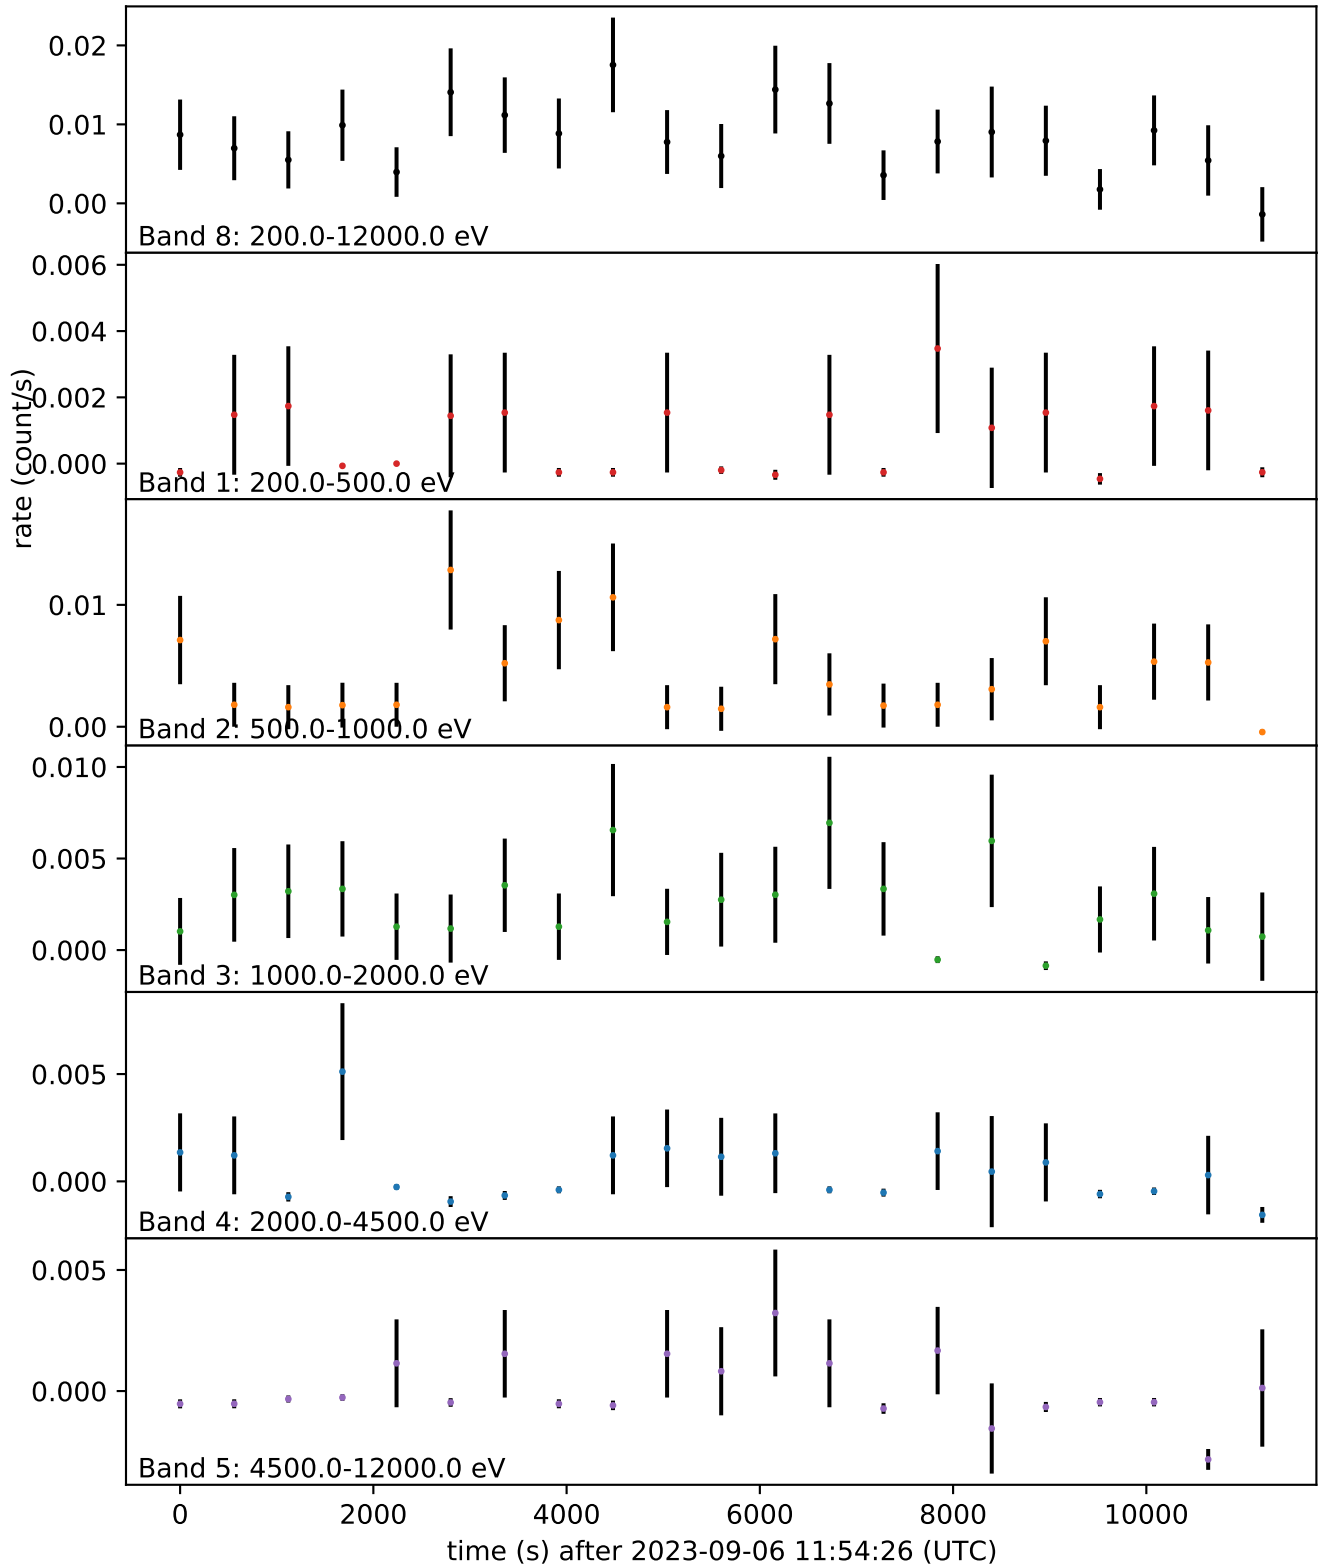 0.02
0.01
0.00
Band 8: 200.0-12000.0 eV
0.006
0.004
0.002
0.000
Band 1: 200.0-500.0 eV
rate (count/s)
0.01
0.00
Band 2: 500.0-1000.0 eV
0.010
0.005
0.000
Band 3: 1000.0-2000.0 eV
0.005
0.000
Band 4: 2000.0-4500.0 eV
0.005
0.000
Band 5: 4500.0-12000.0 eV
0 2000 4000 6000 8000 10000
time (s) after 2023-09-06 11:54:26 (UTC)